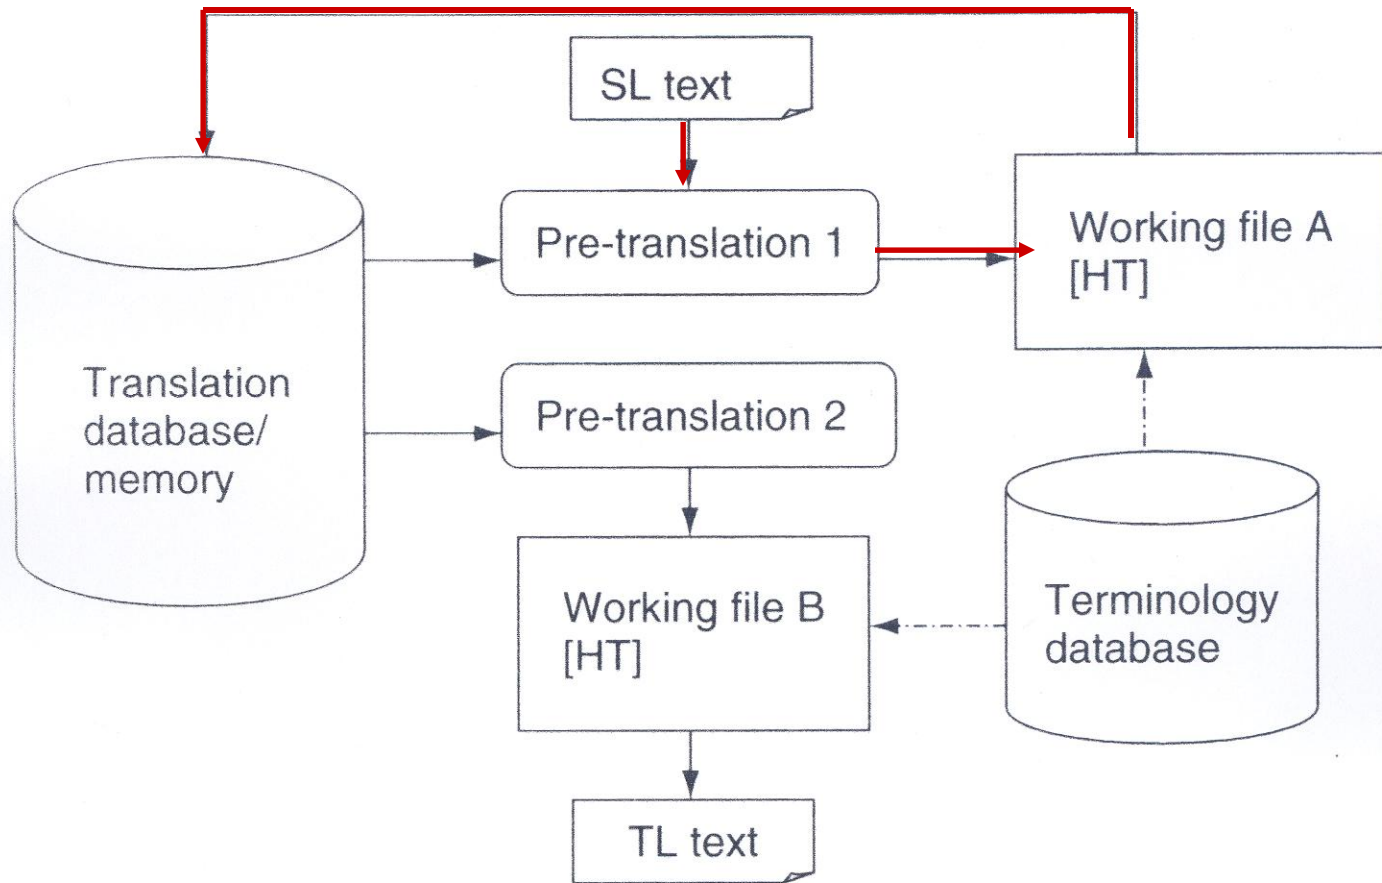 SL text
Pre-translation 1
Working file A
[HT]
Translation
database/
memory
Pre-translation 2
Working file B
[HT]
Terminology
database
TL text